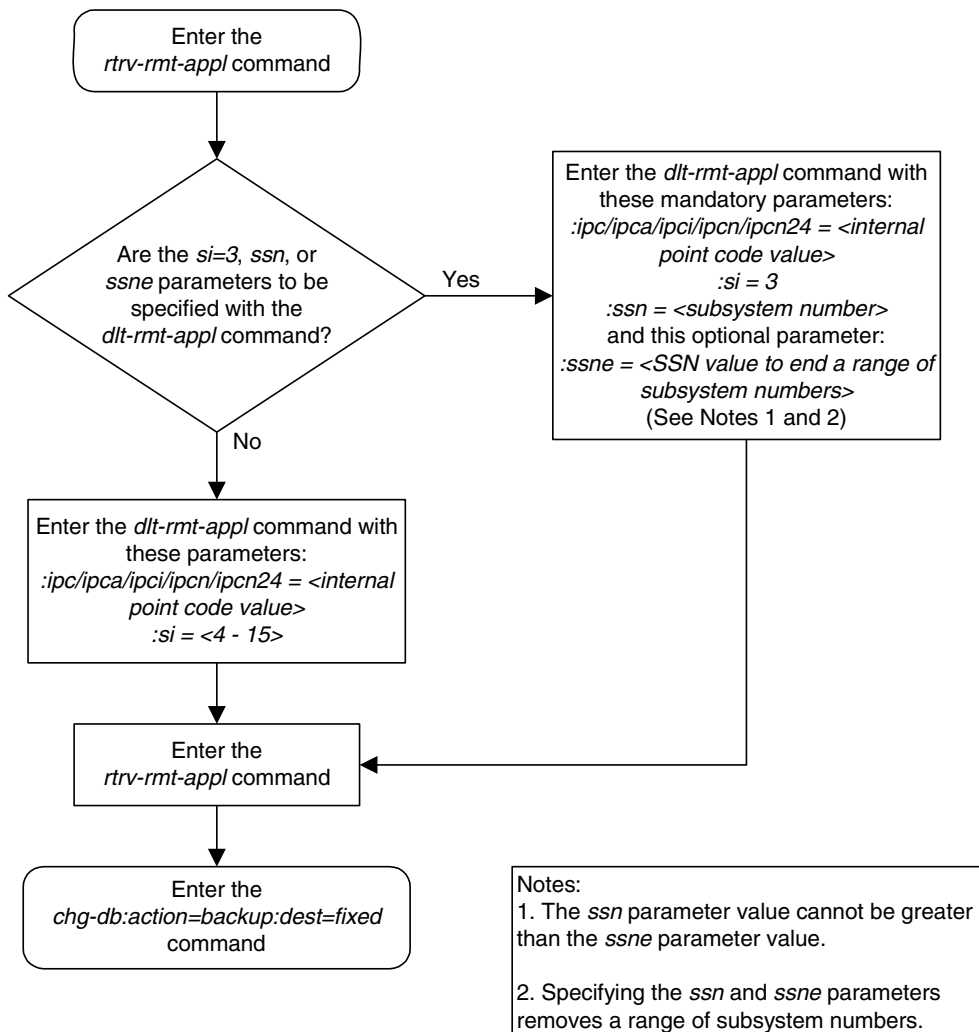 Enter the
rtrv-rmt-appl command
Are the si=3, ssn, or
ssne parameters to be
specified with the
dlt-rmt-appl command?
Yes
Enter the dlt-rmt-appl command with
these mandatory parameters:
:ipc/ipca/ipci/ipcn/ipcn24 = <internal
point code value>
:si = 3
:ssn = <subsystem number>
and this optional parameter:
:ssne = <SSN value to end a range of
subsystem numbers>
(See Notes 1 and 2)
No
Enter the dlt-rmt-appl command with
these parameters:
:ipc/ipca/ipci/ipcn/ipcn24 = <internal
point code value>
:si = <4 - 15>
Enter the
rtrv-rmt-appl command
Enter the
chg-db:action=backup:dest=fixed
command
Notes:
1. The ssn parameter value cannot be greater
than the ssne parameter value.
2. Specifying the ssn and ssne parameters
removes a range of subsystem numbers.